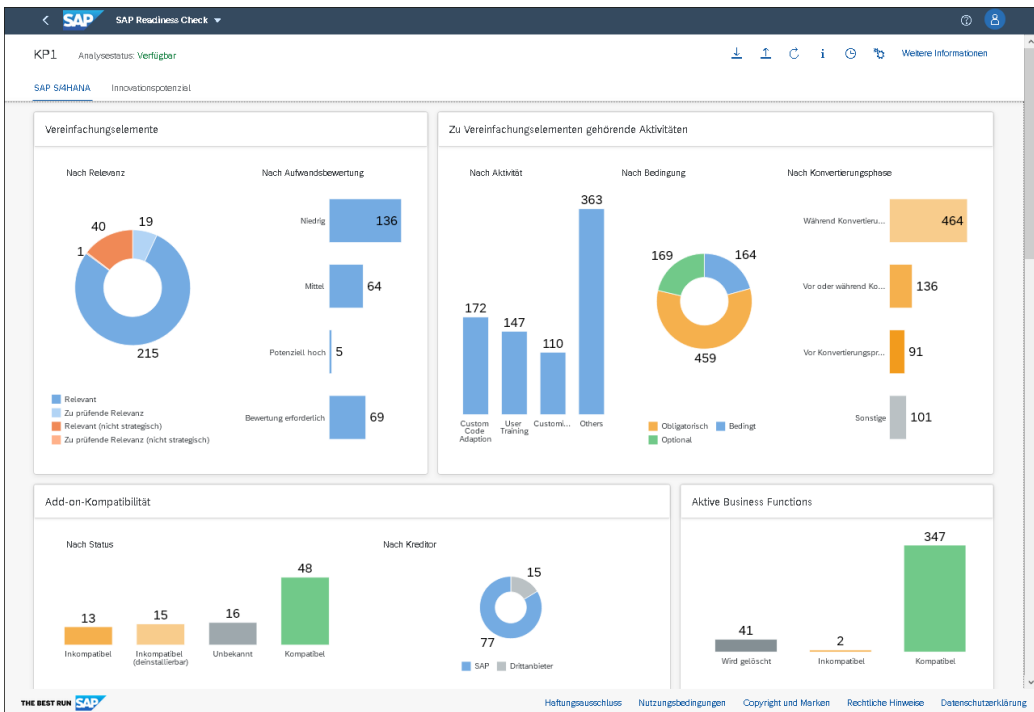 SAP SAP Readiness Check
KP1 Analysestatus: Verfügbar Weitere Informationen
SAP S/4HANA Innovationspotenzial
Vereinfachungselemente
Nach Relevanz
40
19
1
215
Relevant
Zu prüfende Relevanz
Relevant (nicht strategisch)
Zu prüfende Relevanz (nicht strategisch)
Nach Aufwandsbewertung
Niedrig 136
Mittel 64
Potenziell hoch 5
Bewertung erforderlich 69
Zu Vereinfachungselementen gehörende Aktivitäten
Nach Aktivität
172
147
110
363
Custom
Code
Adaption
User
Training
Customi...
Others
Nach Bedingung
169
164
459
Obligatorisch Bedingt
Optional
Nach Konvertierungsphase
Während Konvertieru... 464
Vor oder während Ko... 136
Vor Konvertierungspr... 91
Sonstige 101
Add-on-Kompatibilität
Nach Status
13
15
16
48
Inkompatibel
Inkompatibel
(deinstallierbar)
Unbekannt
Kompatibel
Nach Kreditor
15
77
SAP Drittanbieter
Aktive Business Functions
41
2
347
Wird gelöscht
Inkompatibel
Kompatibel
THE BEST RUN SAP
Haftungsausschluss Nutzungsbedingungen Copyright und Marken Rechtliche Hinweise Datenschutzerklärung